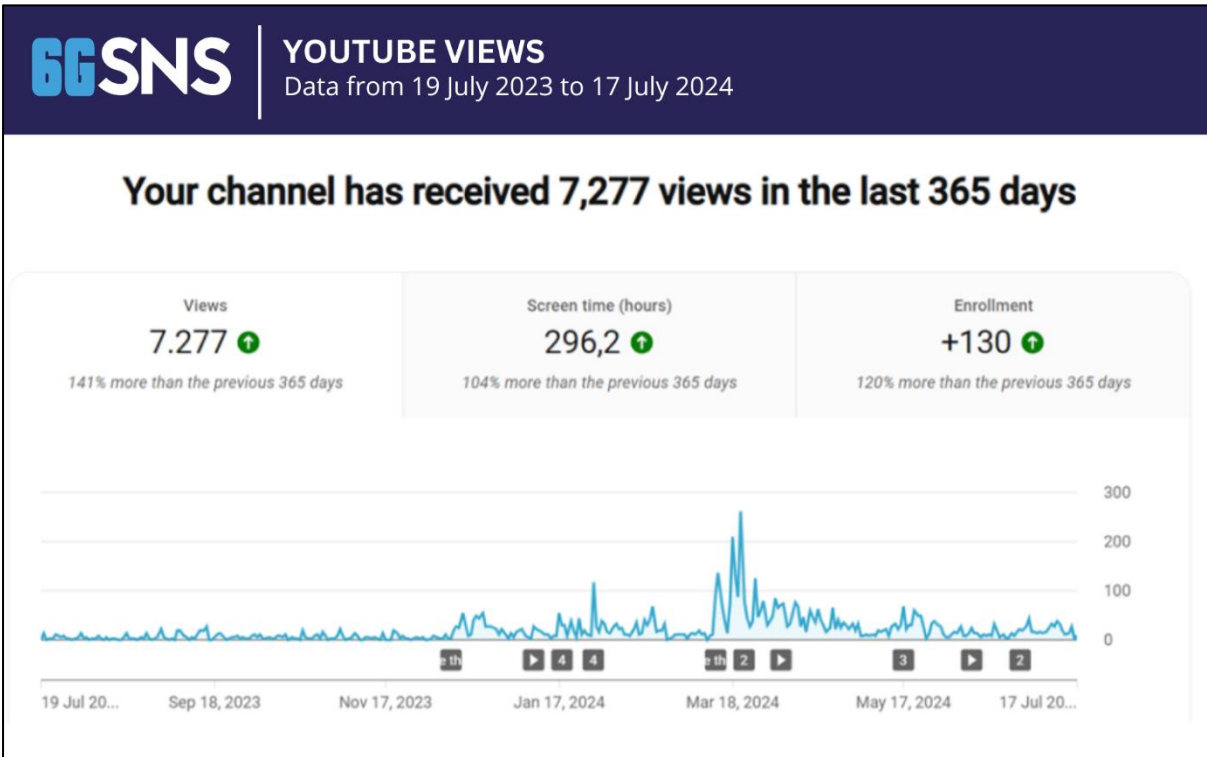 6GSNS
YOUTUBE VIEWS
Data from 19 July 2023 to 17 July 2024
Your channel has received 7,277 views in the last 365 days
Views
7.277
141% more than the previous 365 days
Screen time (hours)
296,2
104% more than the previous 365 days
Enrollment
+130
120% more than the previous 365 days
300
200
100
0
e th
4
4
e th
2
3
2
19 Jul 20...
Sep 18, 2023
Nov 17, 2023
Jan 17, 2024
Mar 18, 2024
May 17, 2024
17 Jul 20...